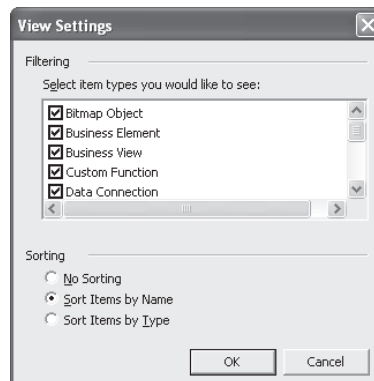 View Settings
Filtering
Select item types you would like to see:
Bitmap Object
Business Element
Business View
Custom Function
Data Connection
Sorting
No Sorting
Sort Items by Name
Sort Items by Type
OK Cancel